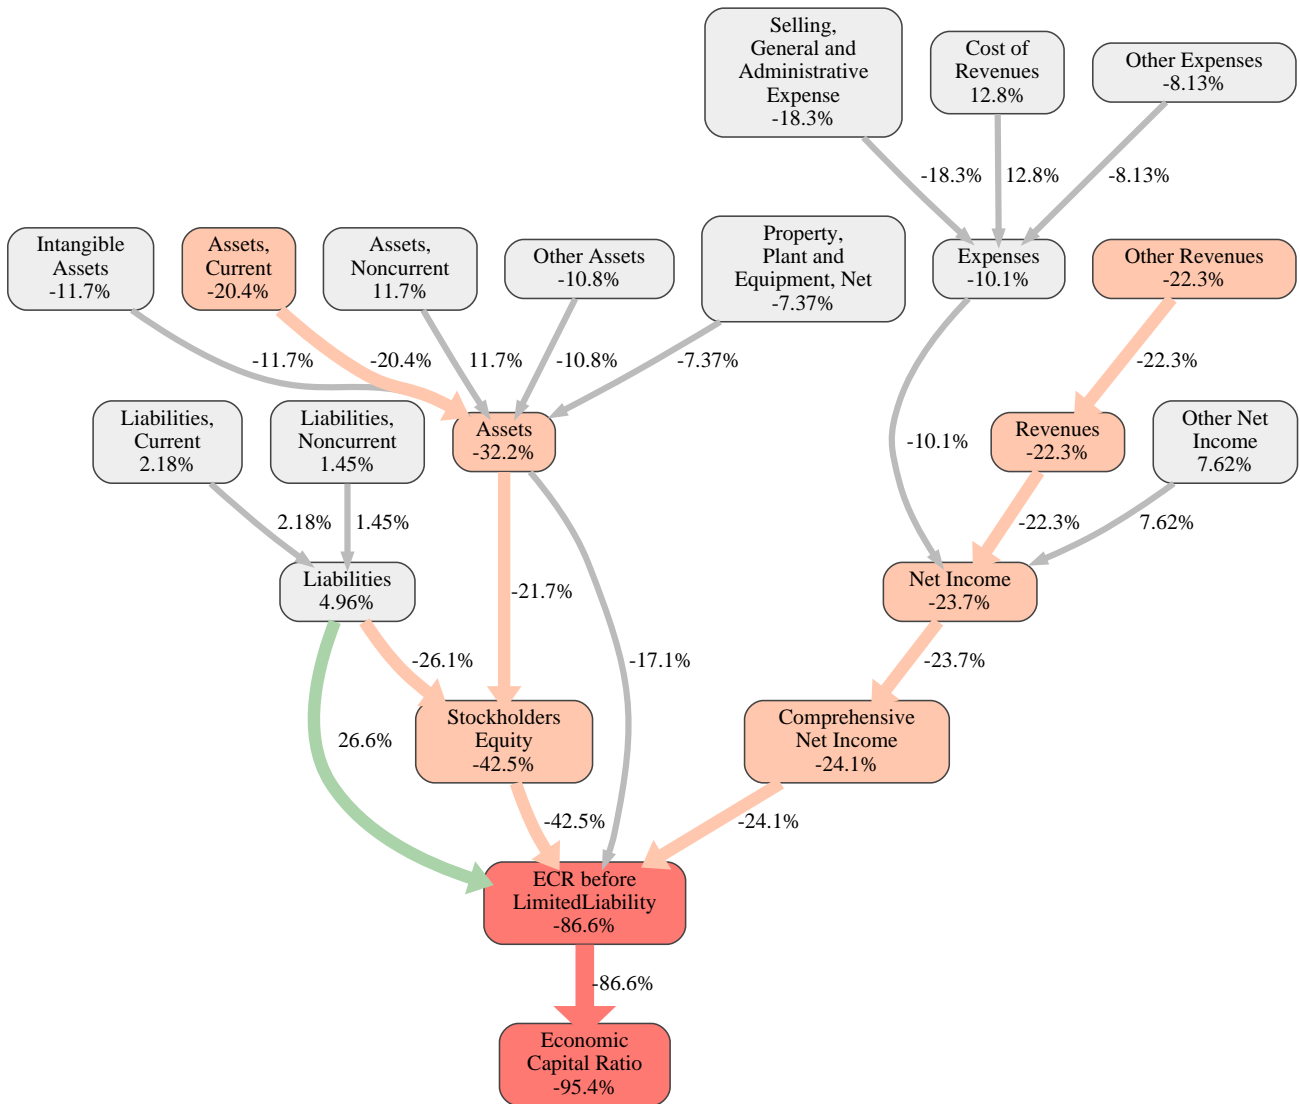 Selling,
General and
Administrative
Expense
-18.3%
Cost of
Revenues
12.8%
Other Expenses
-8.13%
-18.3%
12.8%
-8.13%
Intangible
Assets
-11.7%
Assets,
Current
-20.4%
Assets,
Noncurrent
11.7%
Other Assets
-10.8%
Property,
Plant and
Equipment, Net
-7.37%
Expenses
-10.1%
Other Revenues
-22.3%
-11.7%
-20.4%
11.7%
-10.8%
-7.37%
-22.3%
Liabilities,
Current
2.18%
Liabilities,
Noncurrent
1.45%
Assets
-32.2%
-10.1%
Revenues
-22.3%
Other Net
Income
7.62%
2.18%
1.45%
-22.3%
7.62%
Liabilities
4.96%
-21.7%
Net Income
-23.7%
-26.1%
-17.1%
-23.7%
26.6%
Stockholders
Equity
-42.5%
Comprehensive
Net Income
-24.1%
-42.5%
-24.1%
ECR before
LimitedLiability
-86.6%
-86.6%
Economic
Capital Ratio
-95.4%